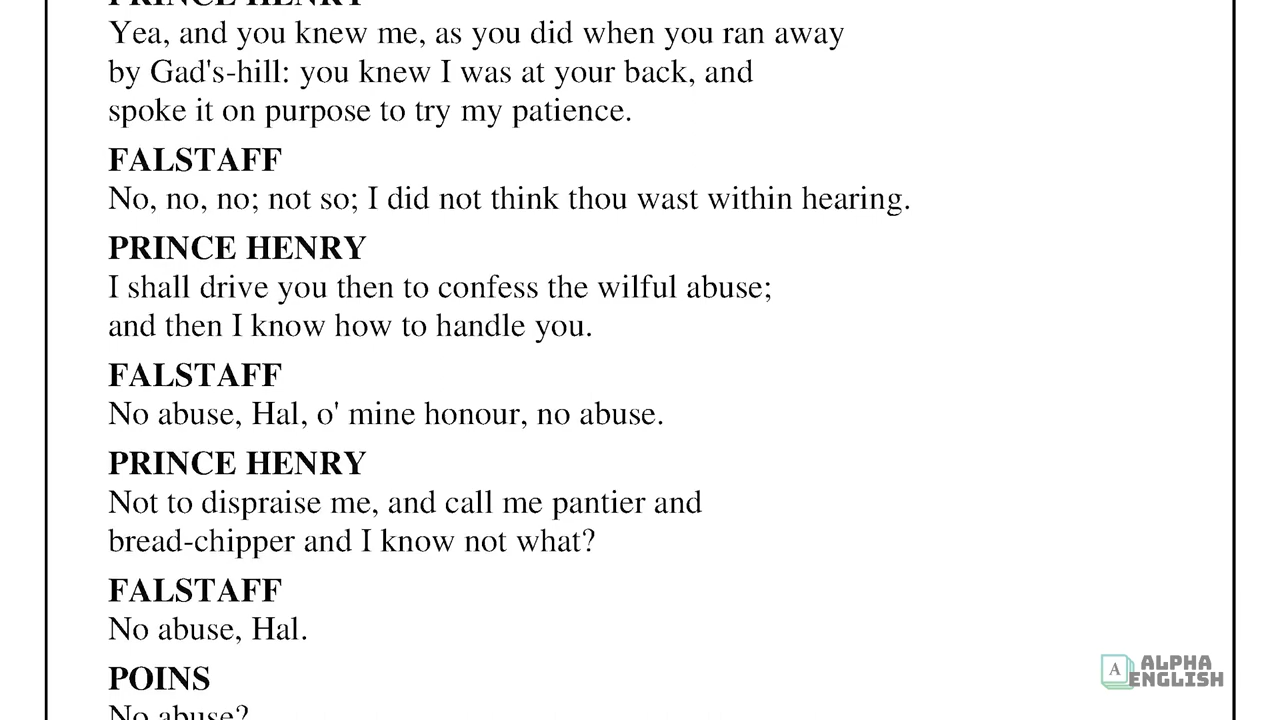 PRINCE HENRY
Yea, and you knew me, as you did when you ran away
by Gad's-hill: you knew I was at your back, and
spoke it on purpose to try my patience.
FALSTAFF
No, no, no; not so; I did not think thou wast within hearing.
PRINCE HENRY
I shall drive you then to confess the wilful abuse;
and then I know how to handle you.
FALSTAFF
No abuse, Hal, o' mine honour, no abuse.
PRINCE HENRY
Not to dispraise me, and call me pantier and
bread-chipper and I know not what?
FALSTAFF
No abuse, Hal.
POINS
No abuse?
A ALPHA
ENGLISH